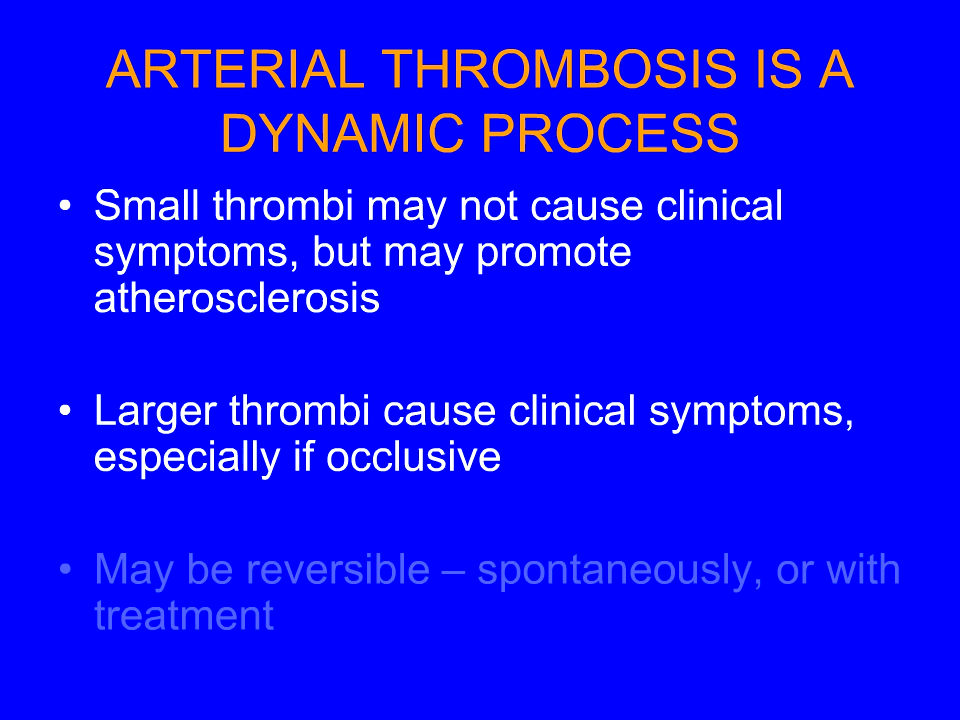 ARTERIAL THROMBOSIS IS A
DYNAMIC PROCESS
• Small thrombi may not cause clinical
symptoms, but may promote
atherosclerosis
• Larger thrombi cause clinical symptoms,
especially if occlusive
• May be reversible – spontaneously, or with
treatment